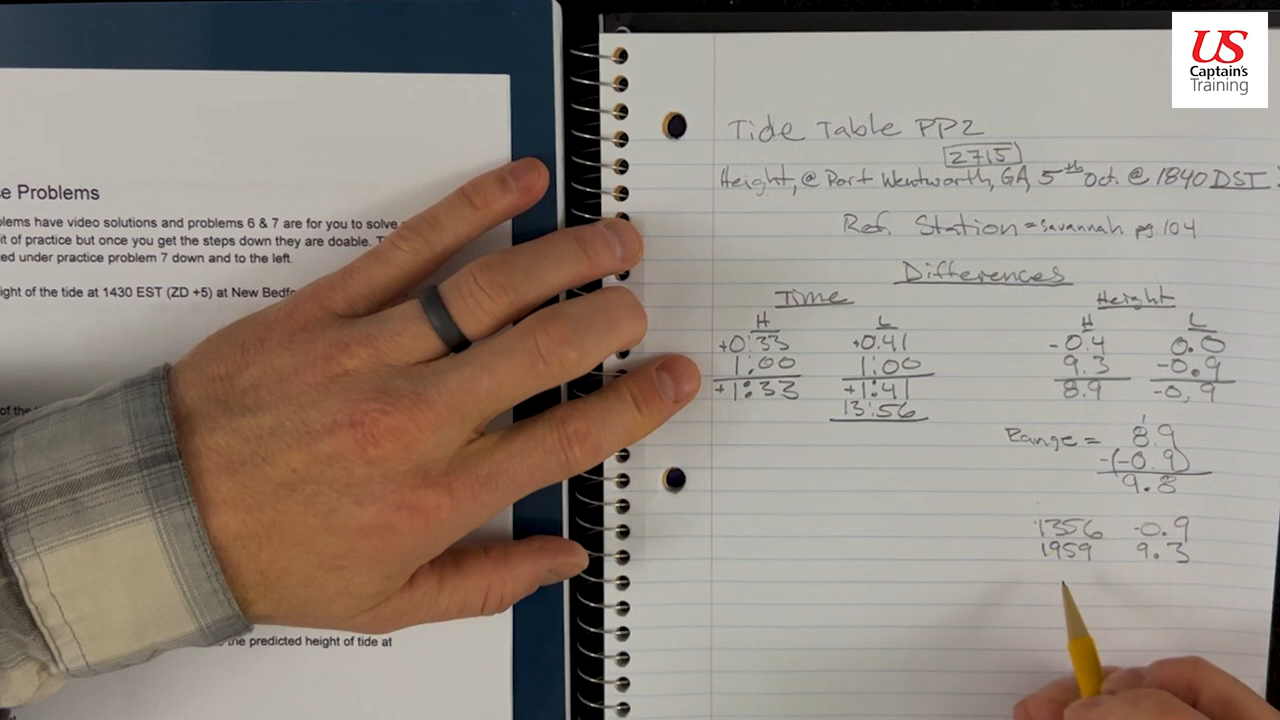 US
Captain's
Training
e Problems
blems have video solutions and problems 6 & 7 are for you to solve
it of practice but once you get the steps down they are doable. T
ed under practice problem 7 down and to the left.
ight of the tide at 1430 EST (ZD +5) at New Bedfo
of the
the predicted height of tide at
Tide Table PP2
2715
Height, @ Port Wentworth, GA, 5th Oct. @ 1840 DST
Ref. Station = Savannah pg 104
Differences
Time Height
H L H L
+0:33 +0:41 -0.4 0.0
1:00 1:00 9.3 -0.9
+1:33 +1:41 8.9 -0.9
13:56
Range = 8.9
-(-0.9)
9.8
1356 -0.9
1959 9.3